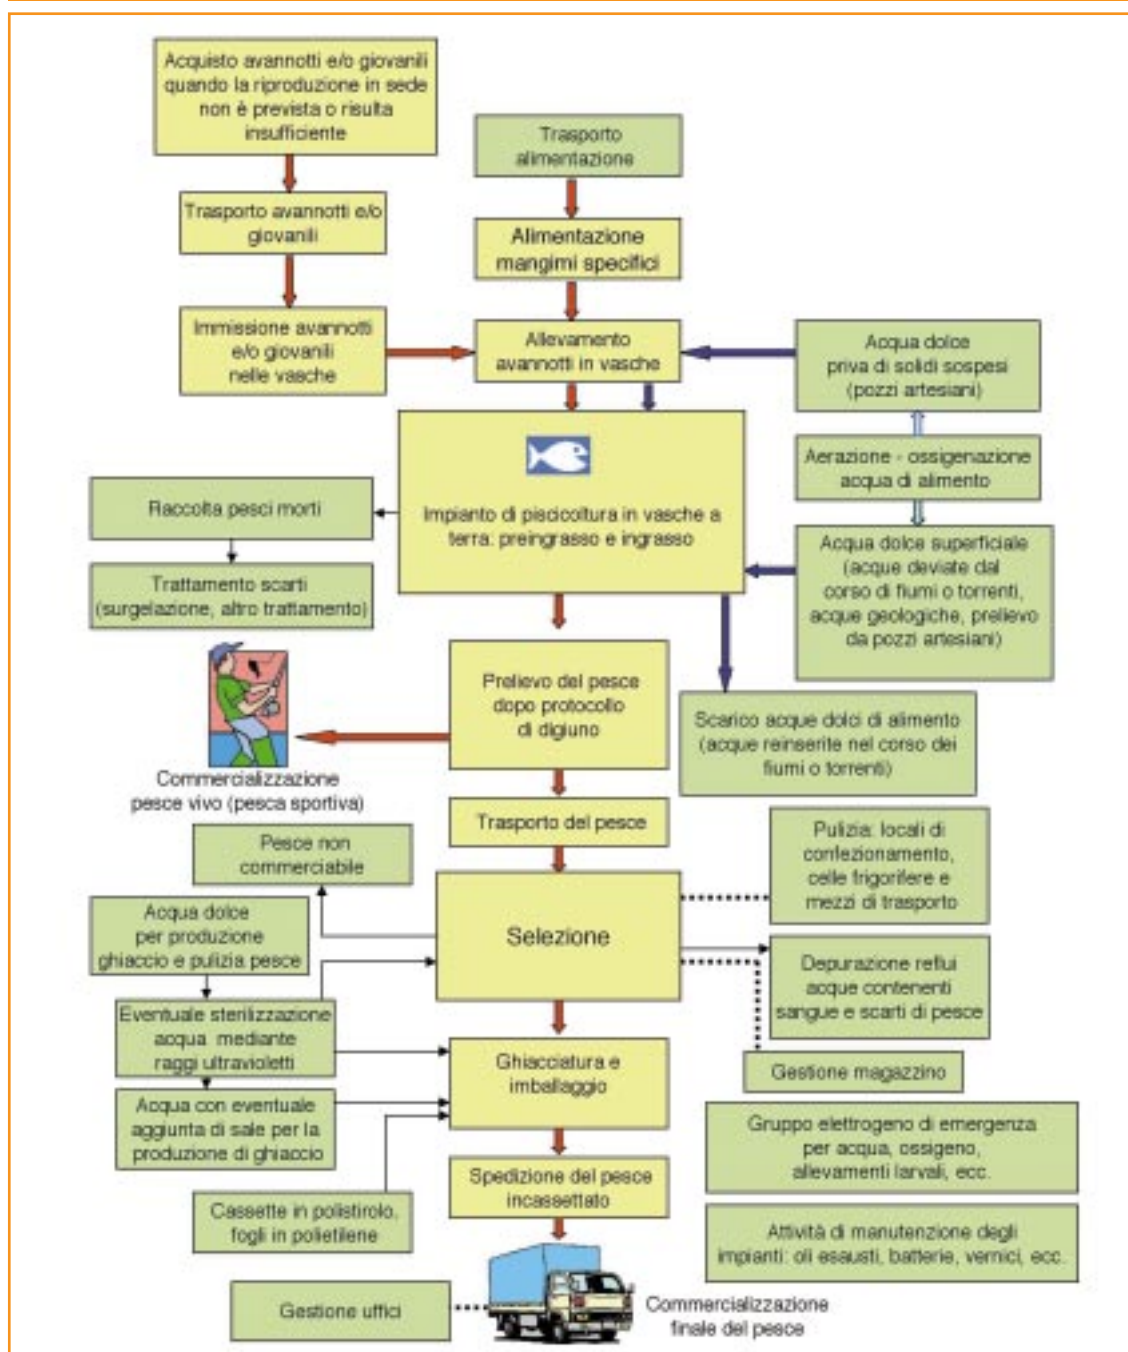 Acquisto avannotti e/o giovanili
quando la riproduzione in sede
non è prevista o risulta
insufficiente
Trasporto
alimentazione
Trasporto avannotti e/o
giovanili
Alimentazione
mangimi specifici
Immissione avannotti
e/o giovanili
nelle vasche
Allevamento
avannotti in vasche
Acqua dolce
priva di solidi sospesi
(pozzi artesiani)
Aerazione - ossigenazione
acqua di alimento
Raccolta pesci morti
Impianto di piscicoltura in vasche a
terra: preingrasso e ingrasso
Acqua dolce superficiale
(acque deviate dal
corso di fiumi o torrenti,
acque geologiche, prelievo
da pozzi artesiani)
Trattamento scarti
(surgelazione, altro trattamento)
Prelievo del pesce
dopo protocollo
di digiuno
Scarico acque dolci di alimento
(acque reinserite nel corso dei
fiumi o torrenti)
Commercializzazione
pesce vivo (pesca sportiva)
Trasporto del pesce
Pulizia: locali di
confezionamento,
celle frigorifere e
mezzi di trasporto
Pesce non
commerciabile
Selezione
Acqua dolce
per produzione
ghiaccio e pulizia pesce
Depurazione reflui
acque contenenti
sangue e scarti di pesce
Eventuale sterilizzazione
acqua mediante
raggi ultravioletti
Ghiacciatura e
imballaggio
Gestione magazzino
Acqua con eventuale
aggiunta di sale per la
produzione di ghiaccio
Gruppo elettrogeno di emergenza
per acqua, ossigeno,
allevamenti larvali, ecc.
Spedizione del pesce
incassettato
Cassette in polistirolo,
fogli in polietilene
Attività di manutenzione degli
impianti: oli esausti, batterie, vernici, ecc.
Gestione uffici
Commercializzazione
finale del pesce